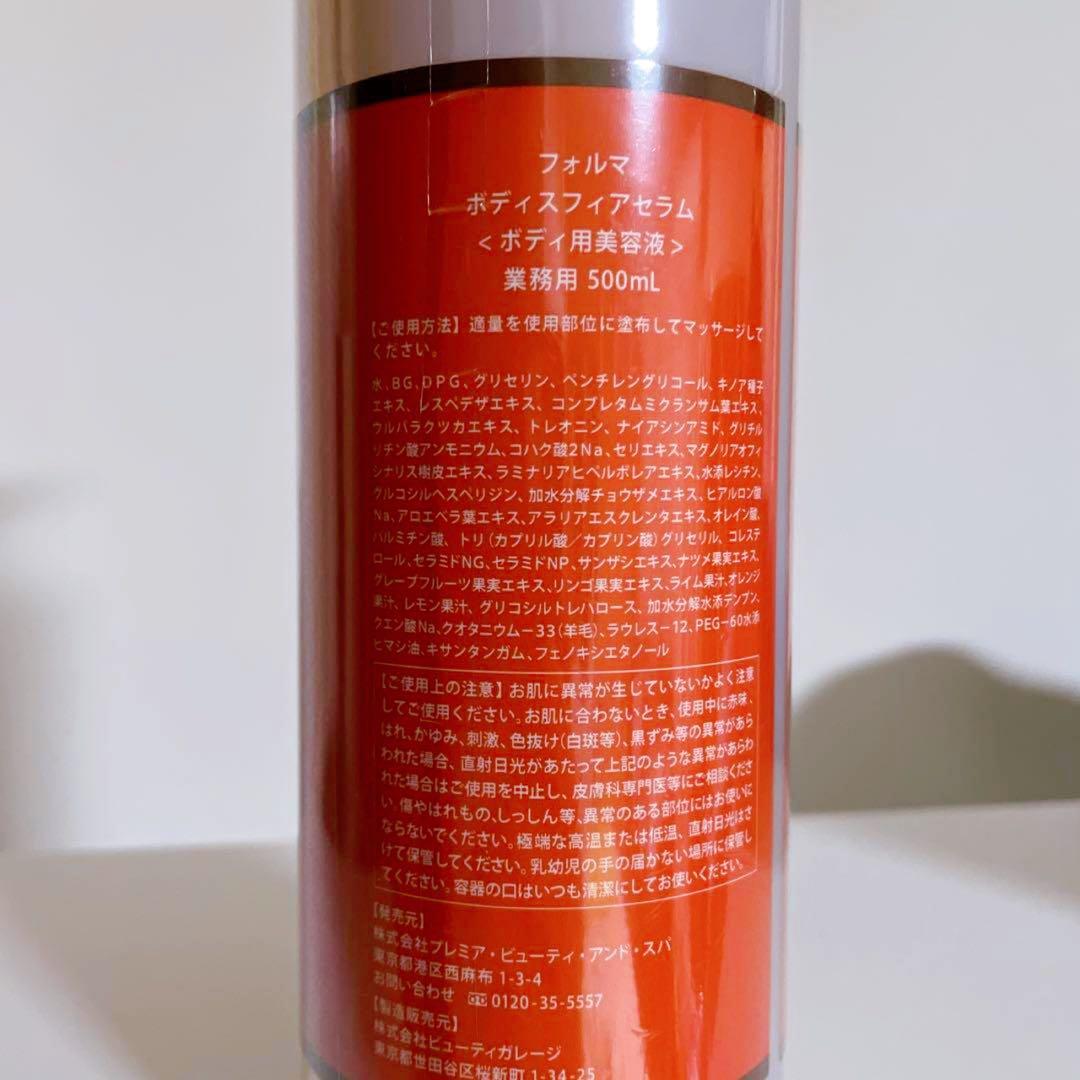 フォルマ
ボディスフィアセラム
<ボディ用美容液>
業務用 500mL
【ご使用方法】適量を使用部位に塗布してマッサージして
ください。
水、BG、DPG、グリセリン、ペンチレングリコール、キノア種子
エキス、レスペデザエキス、コンブレタムミクランサム葉エキス、
ウルバラクツカエキス、トレオニン、ナイアシンアミド、グリチル
リチン酸アンモニウム、コハク酸2Na、セリエキス、マグノリアオフィ
シナリス樹皮エキス、ラミナリアヒペルボレアエキス、水添レシチン、
グルコシルヘスペリジン、加水分解チョウザメエキス、ヒアルロン酸
Na、アロエベラ葉エキス、アラリアエスクレンタエキス、オレイン酸、
パルミチン酸、トリ(カプリル酸/カプリン酸)グリセリル、コレステ
ロール、セラミドNG、セラミドNP、サンザシエキス、ナツメ果実エキス、
グレープフルーツ果実エキス、リンゴ果実エキス、ライム果汁、オレンジ
果汁、レモン果汁、グリコシルトレハロース、加水分解水添デンプン、
クエン酸Na、クオタニウム-33(羊毛)、ラウレス-12、PEG-60水添
ヒマシ油、キサンタンガム、フェノキシエタノール
【ご使用上の注意】お肌に異常が生じていないかよく注意
してご使用ください。お肌に合わないとき、使用中に赤味、
はれ、かゆみ、刺激、色抜け(白斑等)、黒ずみ等の異常があら
われた場合、直射日光があたって上記のような異常があらわ
れた場合はご使用を中止し、皮膚科専門医等にご相談くださ
い。傷やはれもの、しっしん等、異常のある部位にはお使いに
ならないでください。極端な高温または低温、直射日光はさ
けて保管してください。乳幼児の手の届かない場所に保管し
てください。容器の口はいつも清潔にしてお使いください。
【発売元】
株式会社プレミア・ビューティ・アンド・スパ
東京都港区西麻布 1-3-4
お問い合わせ 0120-35-5557
【製造販売元】
株式会社ビューティガレージ
東京都世田谷区桜新町 1-34-25